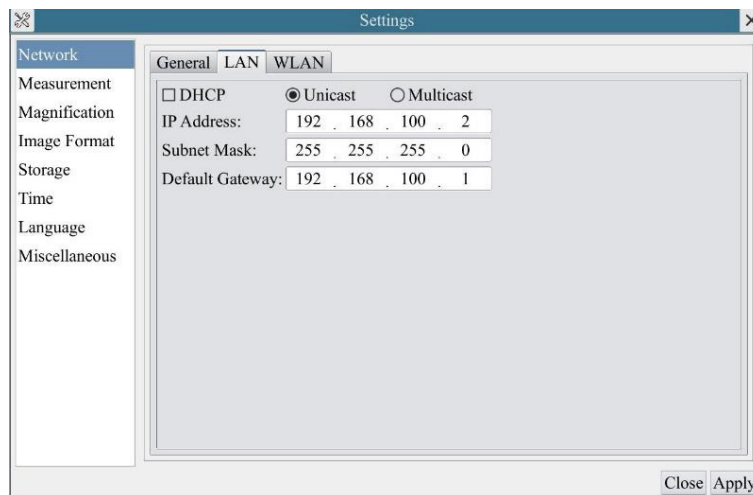 Settings
Network
Measurement
Magnification
Image Format
Storage
Time
Language
Miscellaneous
General LAN WLAN
DHCP Unicast Multicast
IP Address: 192 . 168 . 100 . 2
Subnet Mask: 255 . 255 . 255 . 0
Default Gateway: 192 . 168 . 100 . 1
Close Apply